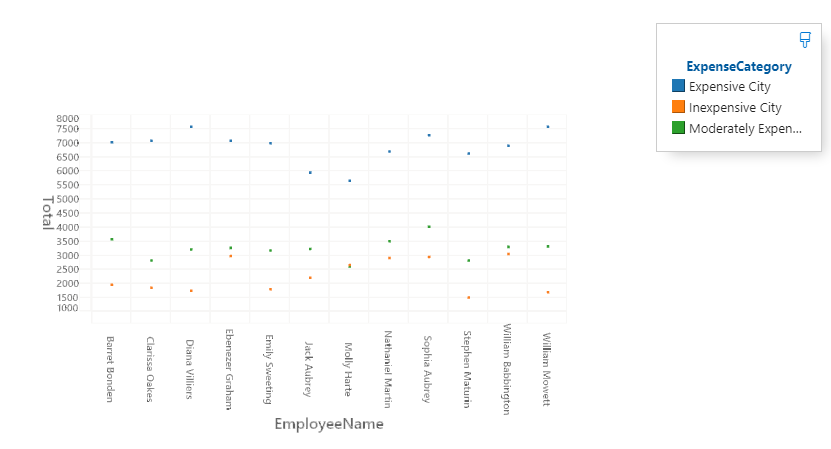 ExpenseCategory
Expensive City
Inexpensive City
Moderately Expen...
8000
7500
7000
6500
6000
5500
5000
4500
4000
3500
3000
2500
2000
1500
1000
Total
Barret Bonden
Clarissa Oakes
Diana Villiers
Ebenezer Graham
Emily Sweeting
Jack Aubrey
Molly Harte
Nathaniel Martin
Sophia Aubrey
Stephen Maturin
William Babbington
William Mowett
EmployeeName